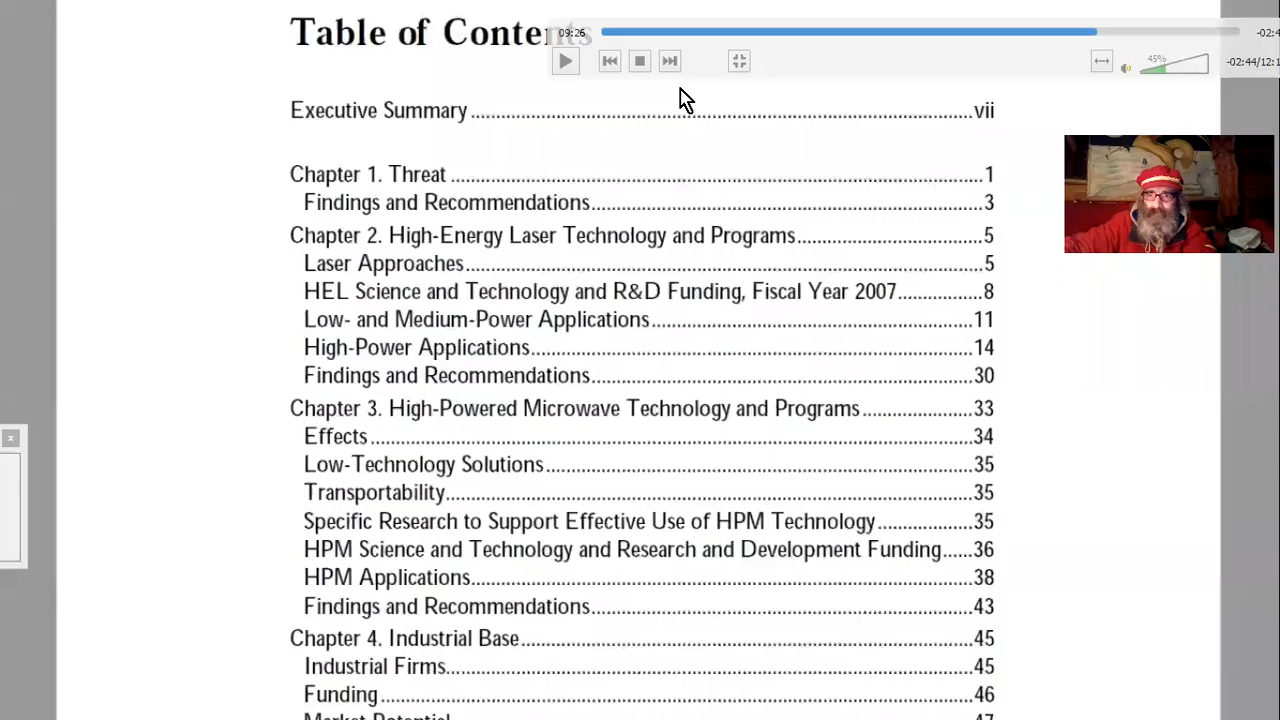 Table of Contents
09:26
-02:4
45%
-02:44/12:1
Executive Summary vii
Chapter 1. Threat 1
Findings and Recommendations 3
Chapter 2. High-Energy Laser Technology and Programs 5
Laser Approaches 5
HEL Science and Technology and R&D Funding, Fiscal Year 2007 8
Low- and Medium-Power Applications 11
High-Power Applications 14
Findings and Recommendations 30
Chapter 3. High-Powered Microwave Technology and Programs 33
Effects 34
Low-Technology Solutions 35
Transportability 35
Specific Research to Support Effective Use of HPM Technology 35
HPM Science and Technology and Research and Development Funding 36
HPM Applications 38
Findings and Recommendations 43
Chapter 4. Industrial Base 45
Industrial Firms 45
Funding 46
Market Potential 47